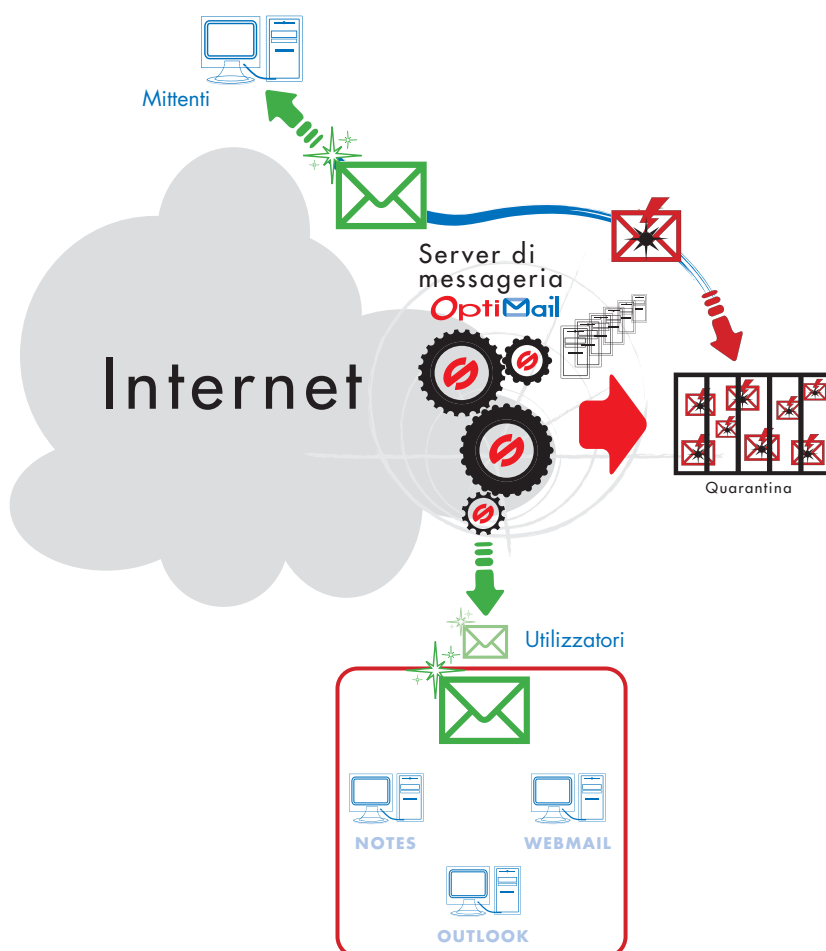 Mittenti
Server di
messageria
OptiMail
Internet
Quarantina
Utilizzatori
NOTES
WEBMAIL
OUTLOOK